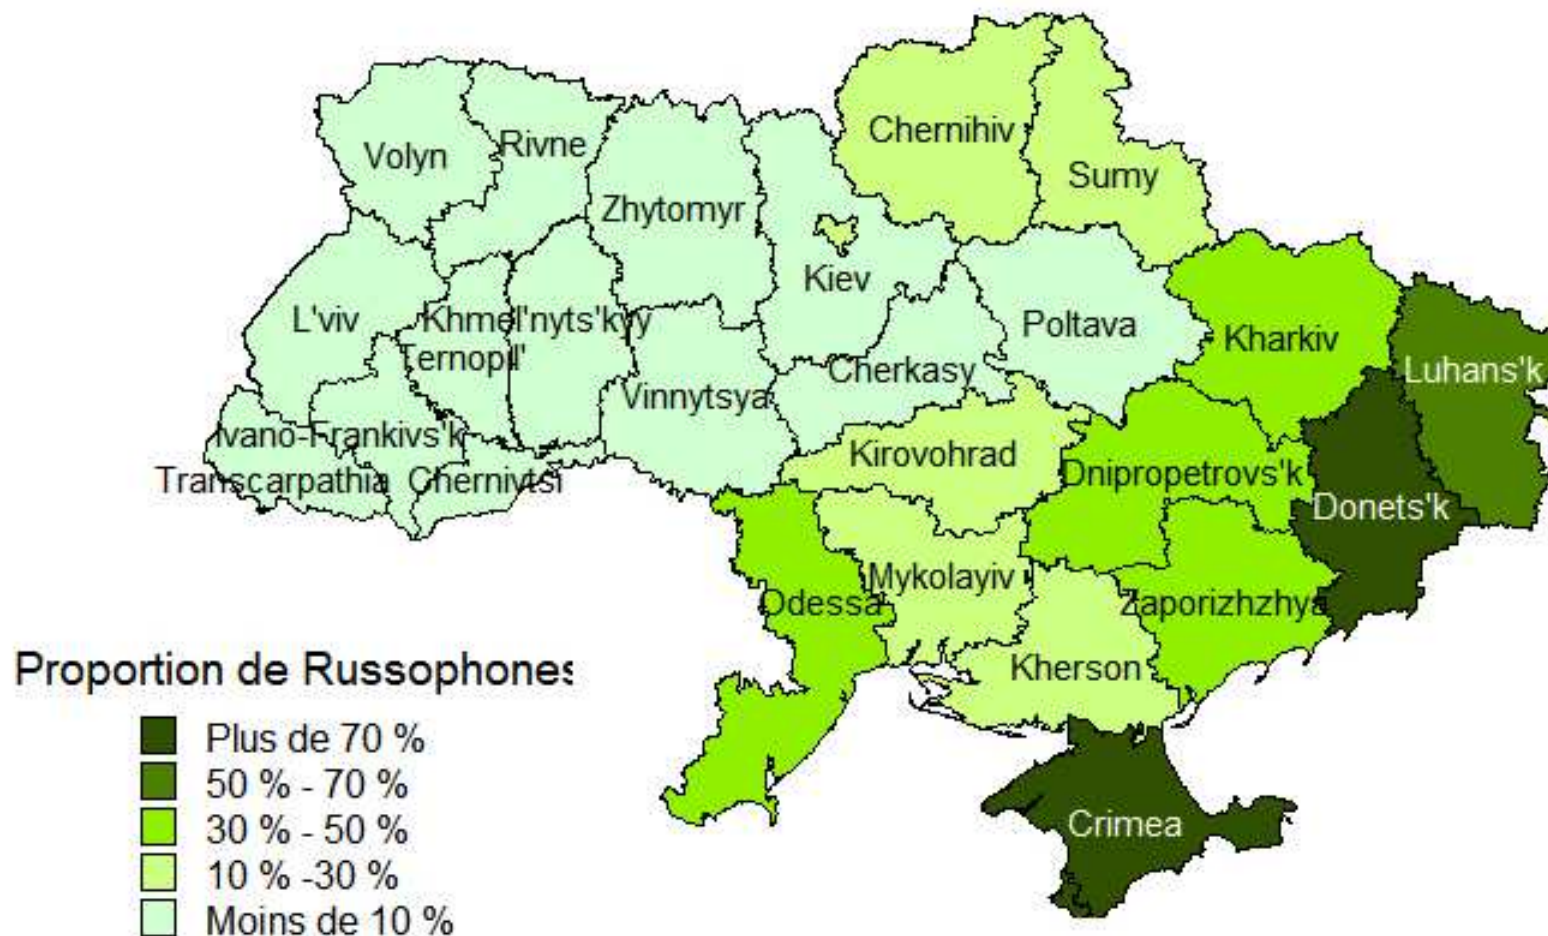 Chernihiv
Volyn
Rivne
Sumy
Zhytomyr
Kiev
L'viv
Khmel'nyts'kyy
Poltava
Kharkiv
Ternopil'
Cherkasy
Luhans'k
Vinnytsya
Ivano-Frankivs'k
Kirovohrad
Transcarpathia
Chernivtsi
Dnipropetrovs'k
Donets'k
Mykolayiv
Odessa
Zaporizhzhya
Kherson
Crimea
Proportion de Russophones
Plus de 70 %
50 % - 70 %
30 % - 50 %
10 % -30 %
Moins de 10 %